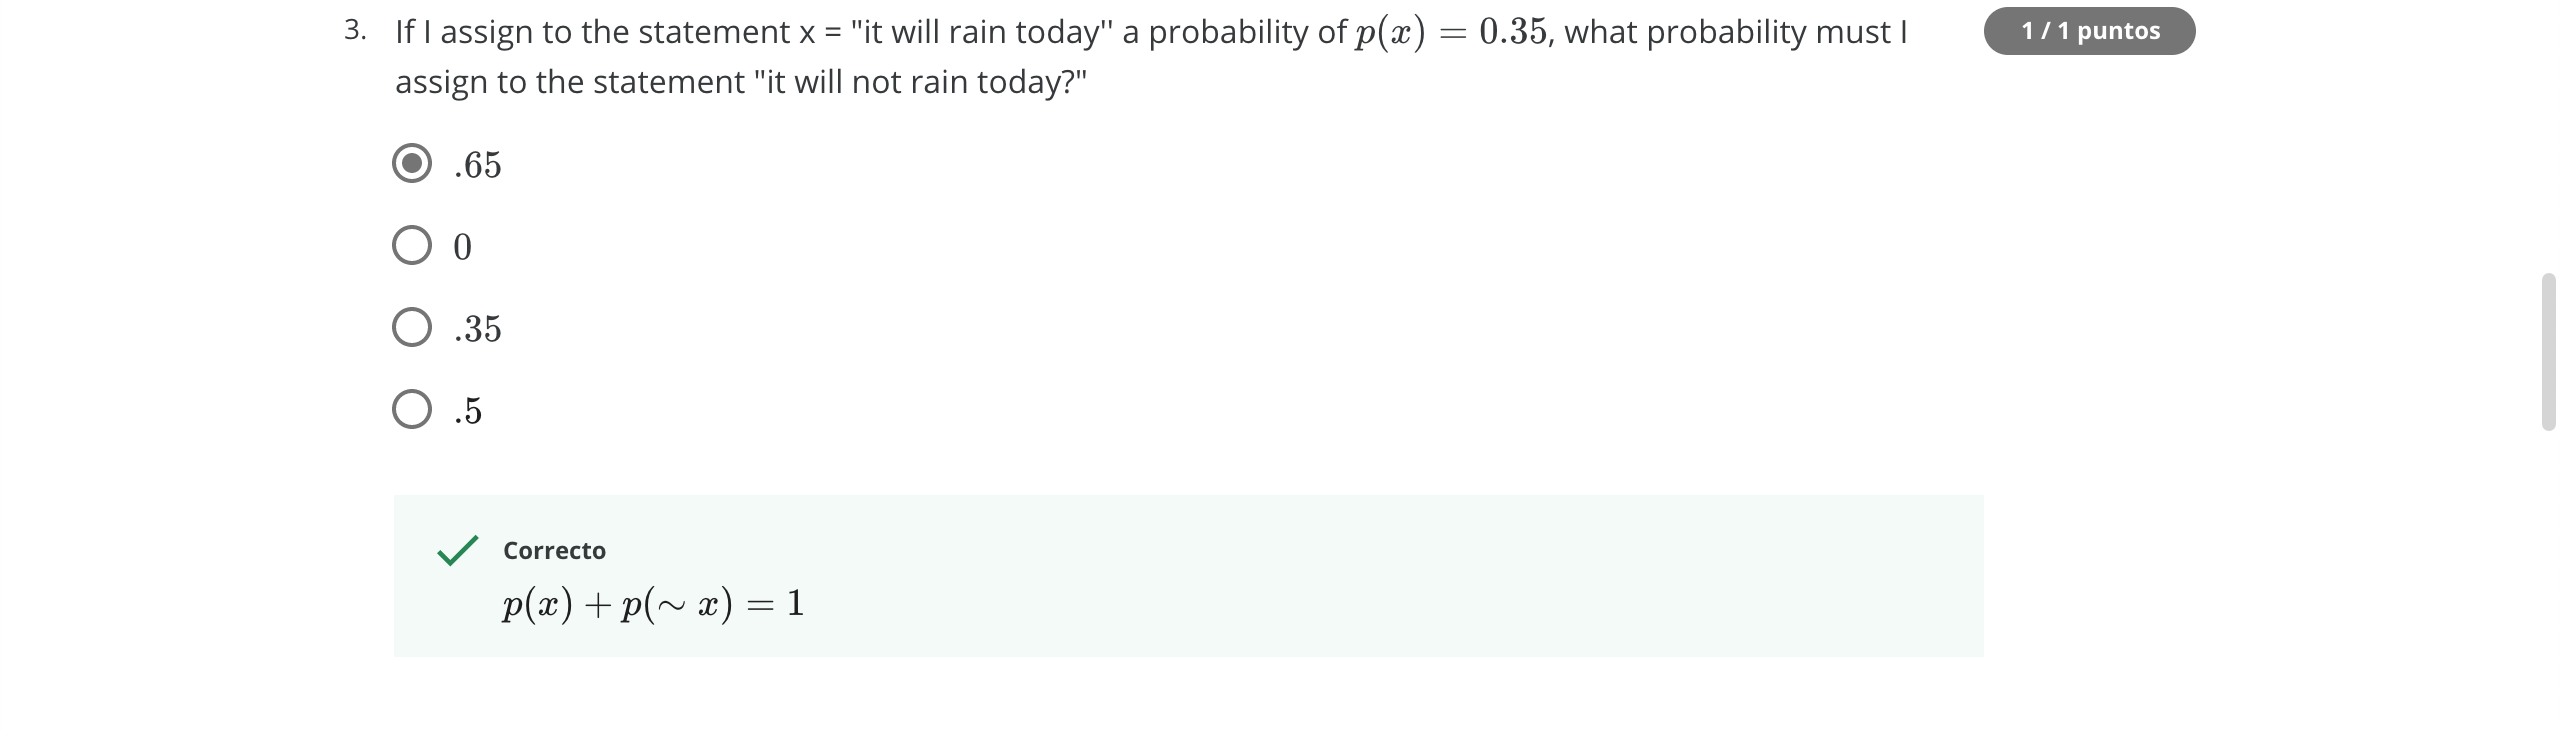 3. If I assign to the statement x = "it will rain today'' a probability of p(x) = 0.35, what probability must I
1 / 1 puntos
assign to the statement "it will not rain today?"
.65
0
.35
.5
Correcto
p(x) + p(∼ x) = 1